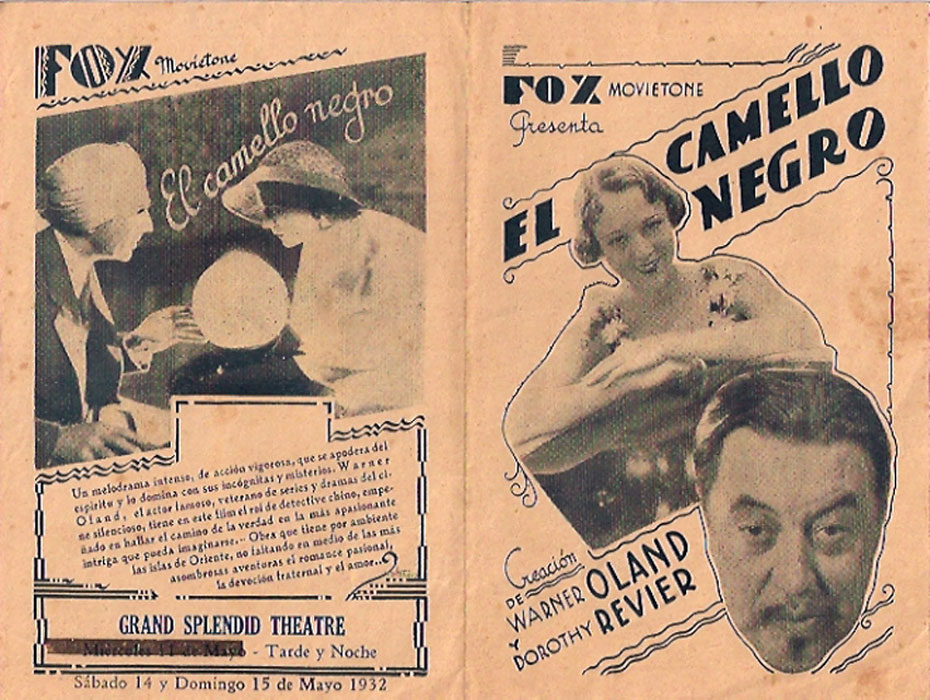 FOX Movietone
El camello negro
Un melodrama intenso, de acción vigorosa, que se apodera del
espíritu y lo domina con sus incógnitas y misterios. Warner
Oland, el actor famoso, veterano de series y dramas del ci-
ne silencioso, tiene en este film el rol de detective chino, empe-
ñado en hallar el camino de la verdad en la más apasionante
intriga que pueda imaginarse.- Obra que tiene por ambiente
las islas de Oriente, no faltando en medio de las más
asombrosas aventuras el romance pasional,
la devoción fraternal y el amor...
GRAND SPLENDID THEATRE
Miércoles 11 de Mayo - Tarde y Noche
Sábado 14 y Domingo 15 de Mayo 1932
FOX MOVIETONE
Presenta
EL CAMELLO
NEGRO
Creación
DE
WARNER OLAND
Y
DOROTHY REVIER